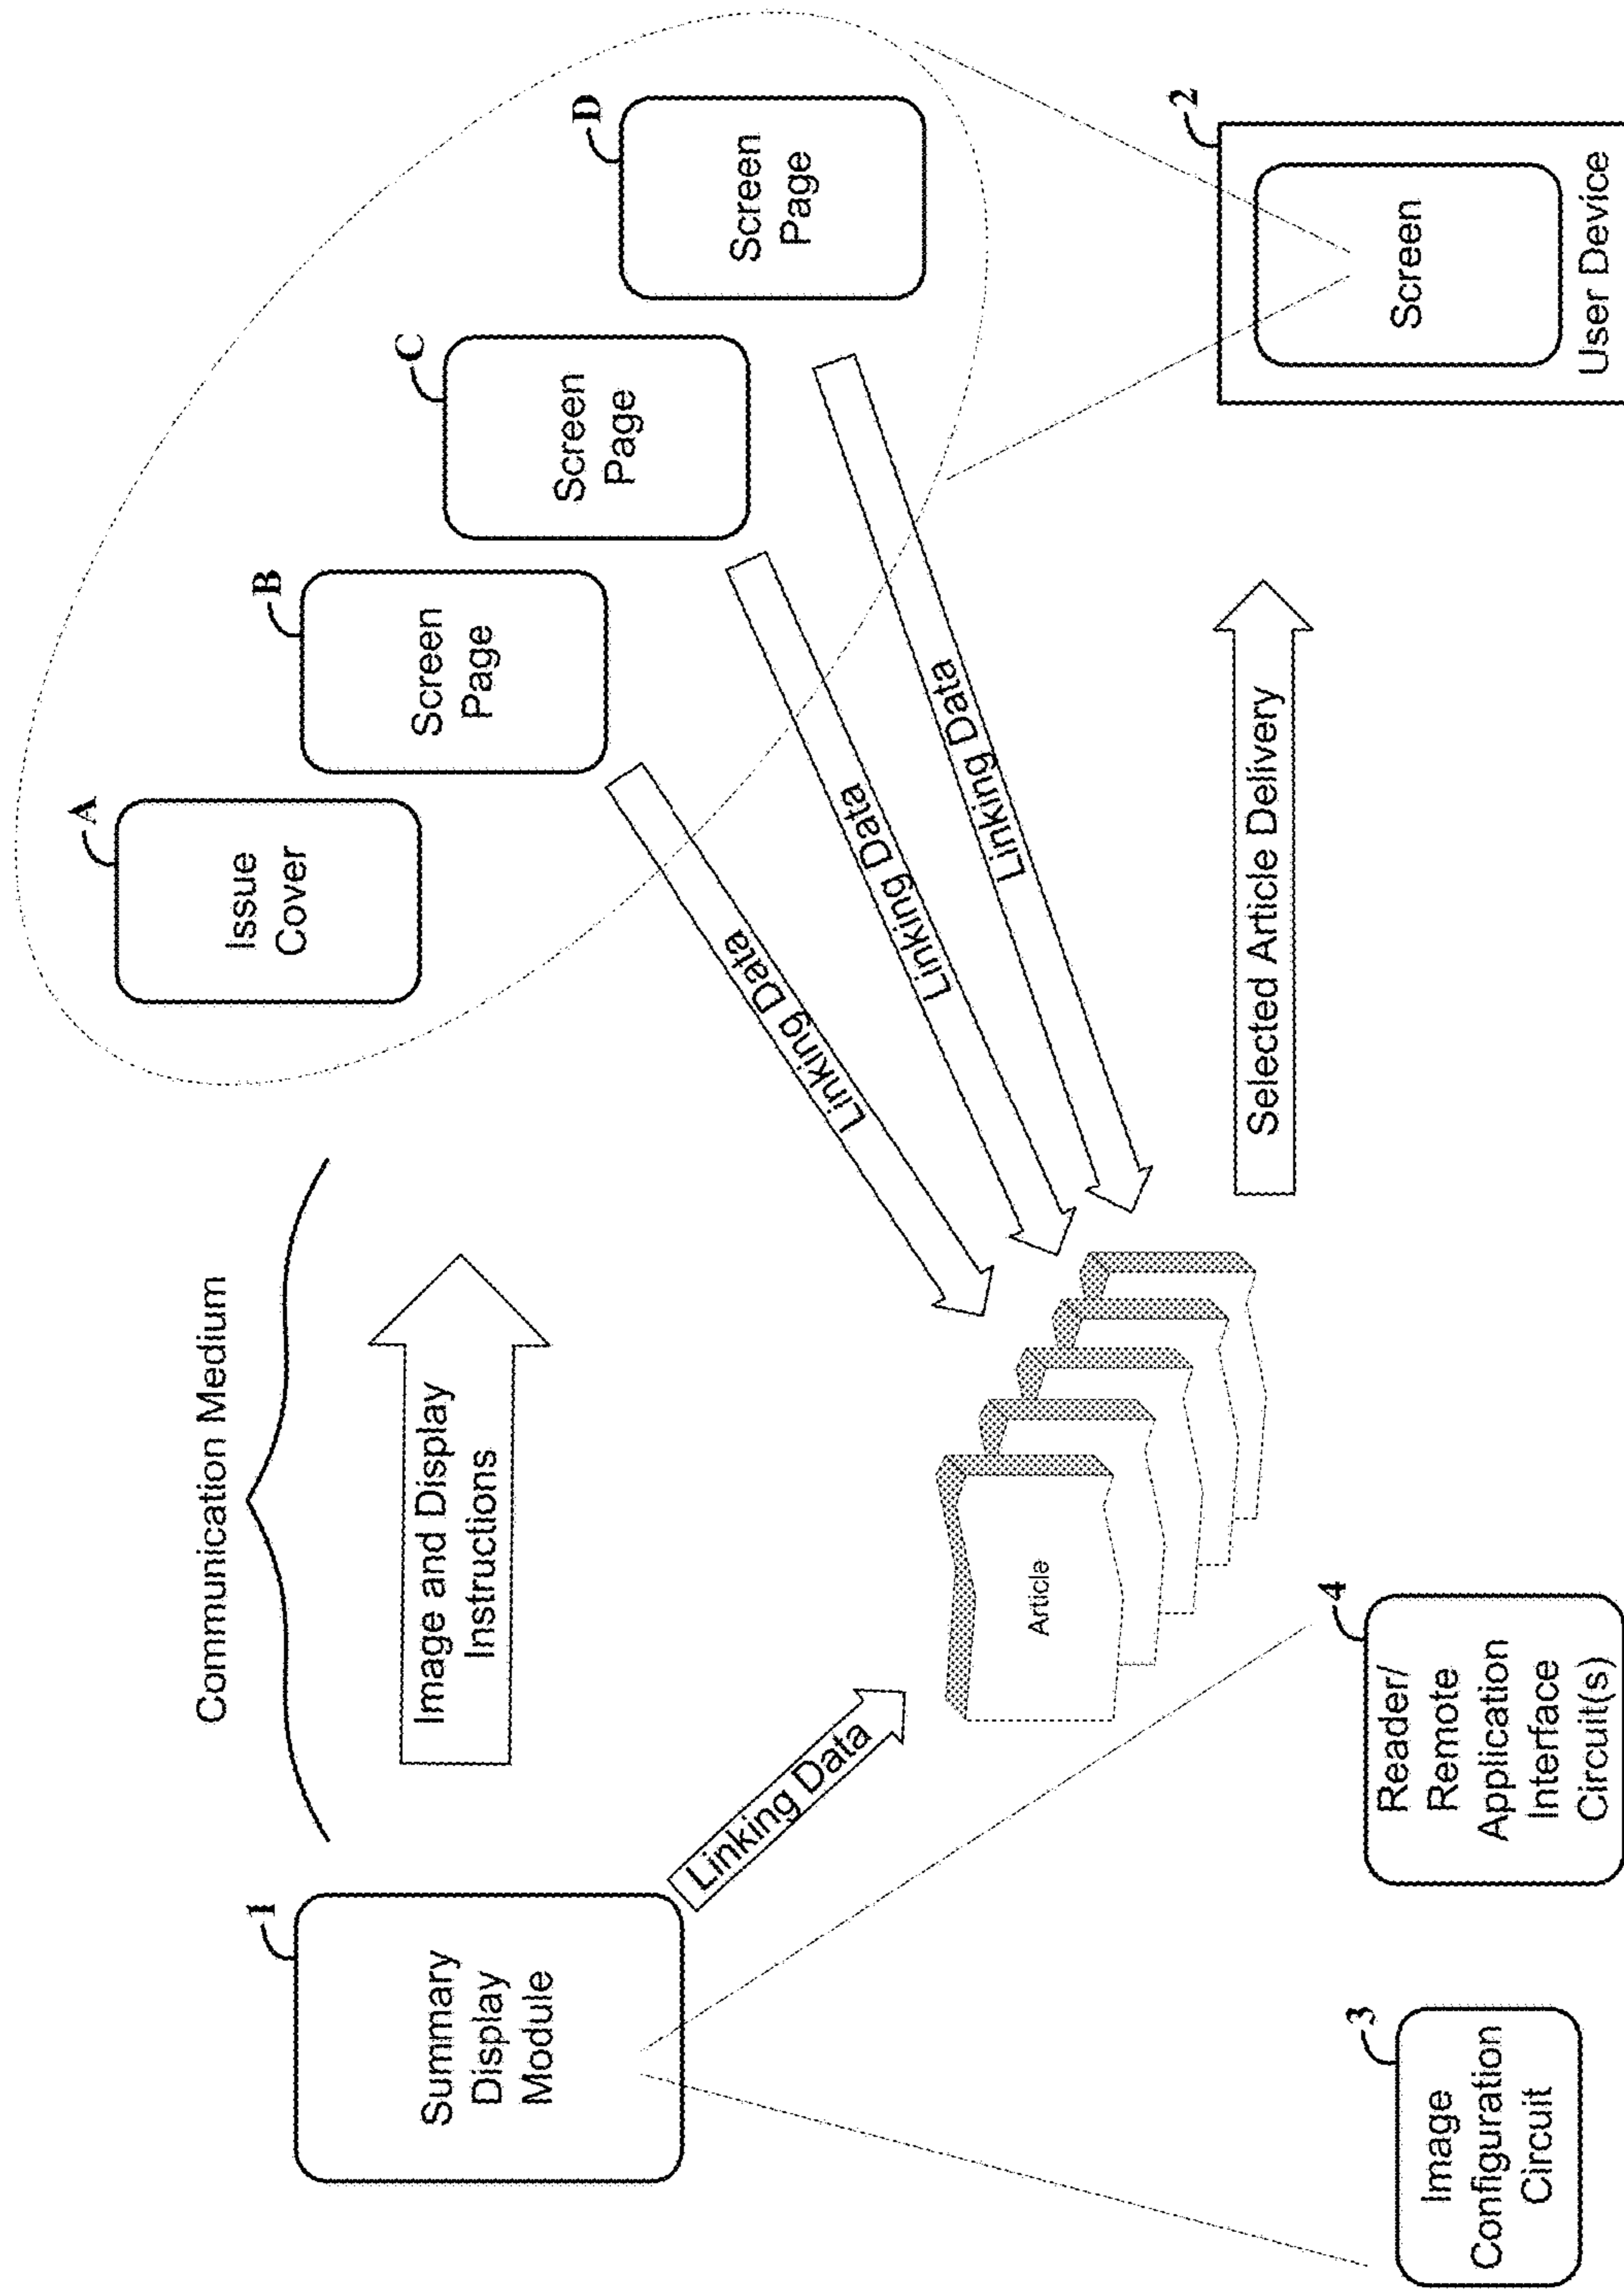 Communication Medium
1
Summary
Display
Module
Image and Display
Instructions
A
Issue
Cover
B
Screen
Page
C
Screen
Page
D
Screen
Page
Linking Data
Linking Data
Linking Data
Linking Data
Article
Selected Article Delivery
2
Screen
User Device
3
Image
Configuration
Circuit
4
Reader/
Remote
Application
Interface
Circuit(s)